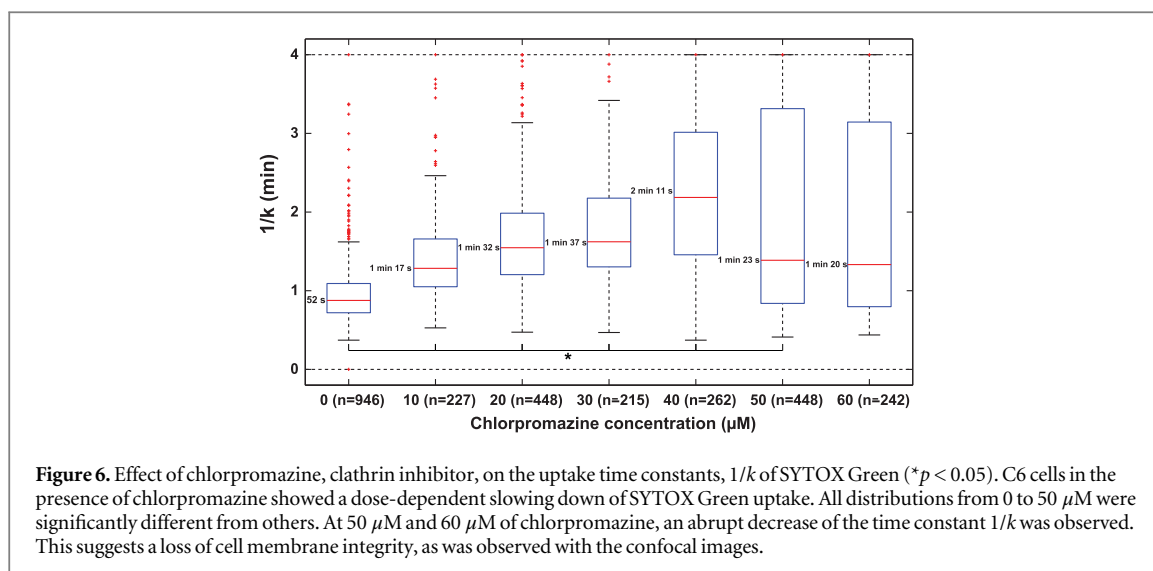 4
3
2
1
0
1/k (min)
52 s
1 min 17 s
1 min 32 s
1 min 37 s
2 min 11 s
1 min 23 s
1 min 20 s
*
0 (n=946) 10 (n=227) 20 (n=448) 30 (n=215) 40 (n=262) 50 (n=448) 60 (n=242)
Chlorpromazine concentration (µM)
Figure 6. Effect of chlorpromazine, clathrin inhibitor, on the uptake time constants, 1/k of SYTOX Green (*p < 0.05). C6 cells in the
presence of chlorpromazine showed a dose-dependent slowing down of SYTOX Green uptake. All distributions from 0 to 50 µM were
significantly different from others. At 50 µM and 60 µM of chlorpromazine, an abrupt decrease of the time constant 1/k was observed.
This suggests a loss of cell membrane integrity, as was observed with the confocal images.